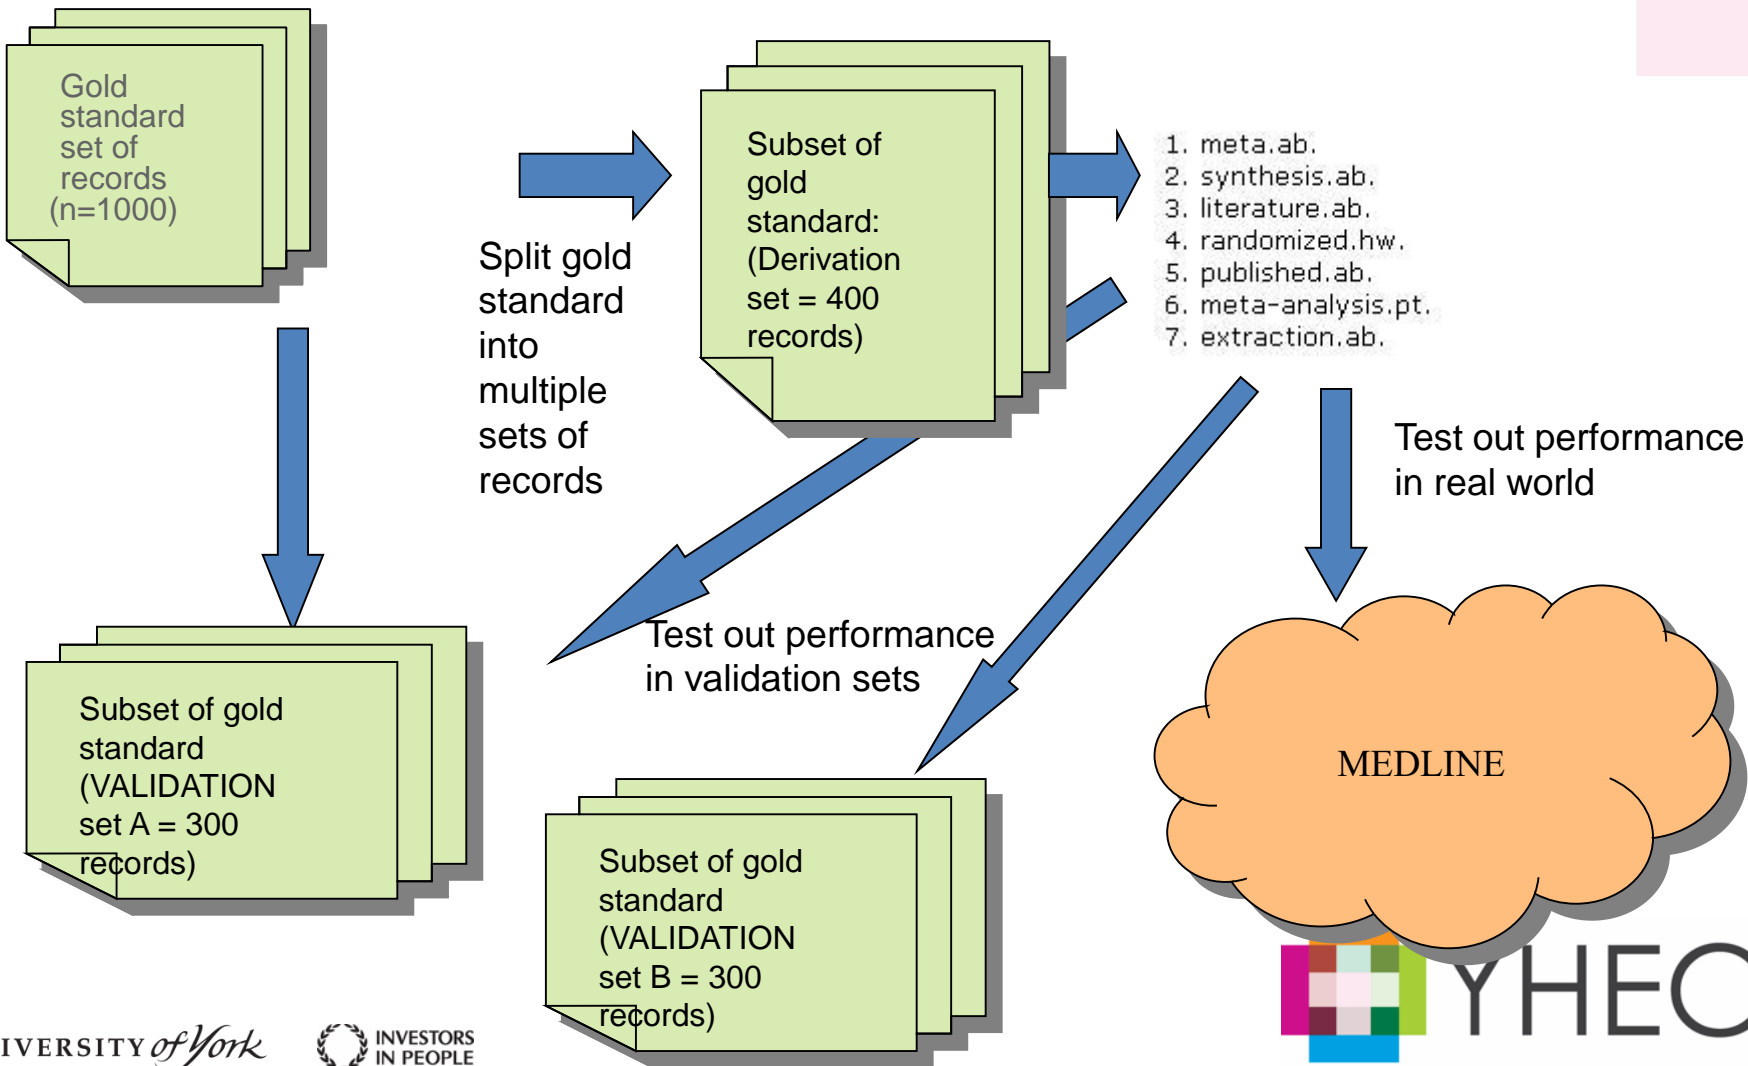 Gold
standard
set of
records
(n=1000)
Split gold
standard
into
multiple
sets of
records
Subset of
gold
standard:
(Derivation
set = 400
records)
1. meta.ab.
2. synthesis.ab.
3. literature.ab.
4. randomized.hw.
5. published.ab.
6. meta-analysis.pt.
7. extraction.ab.
Test out performance
in real world
Test out performance
in validation sets
Subset of gold
standard
(VALIDATION
set A = 300
records)
Subset of gold
standard
(VALIDATION
set B = 300
records)
MEDLINE
IVERSITY of York
INVESTORS
IN PEOPLE
YHEC